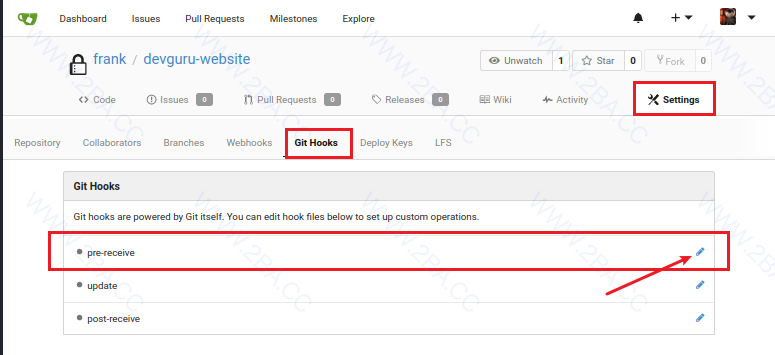 Dashboard Issues Pull Requests Milestones Explore
frank / devguru-website
Unwatch 1 Star 0 Fork 0
Code Issues 0 Pull Requests 0 Releases 0 Wiki Activity Settings
Repository Collaborators Branches Webhooks Git Hooks Deploy Keys LFS
Git Hooks
Git hooks are powered by Git itself. You can edit hook files below to set up custom operations.
pre-receive
update
post-receive
WWW.2BA.CC